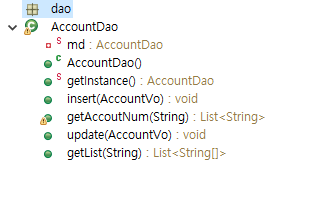 dao
AccountDao
md : AccountDao
AccountDao()
getInstance() : AccountDao
insert(AccountVo) : void
getAccoutNum(String) : List<String>
update(AccountVo) : void
getList(String) : List<String[]>